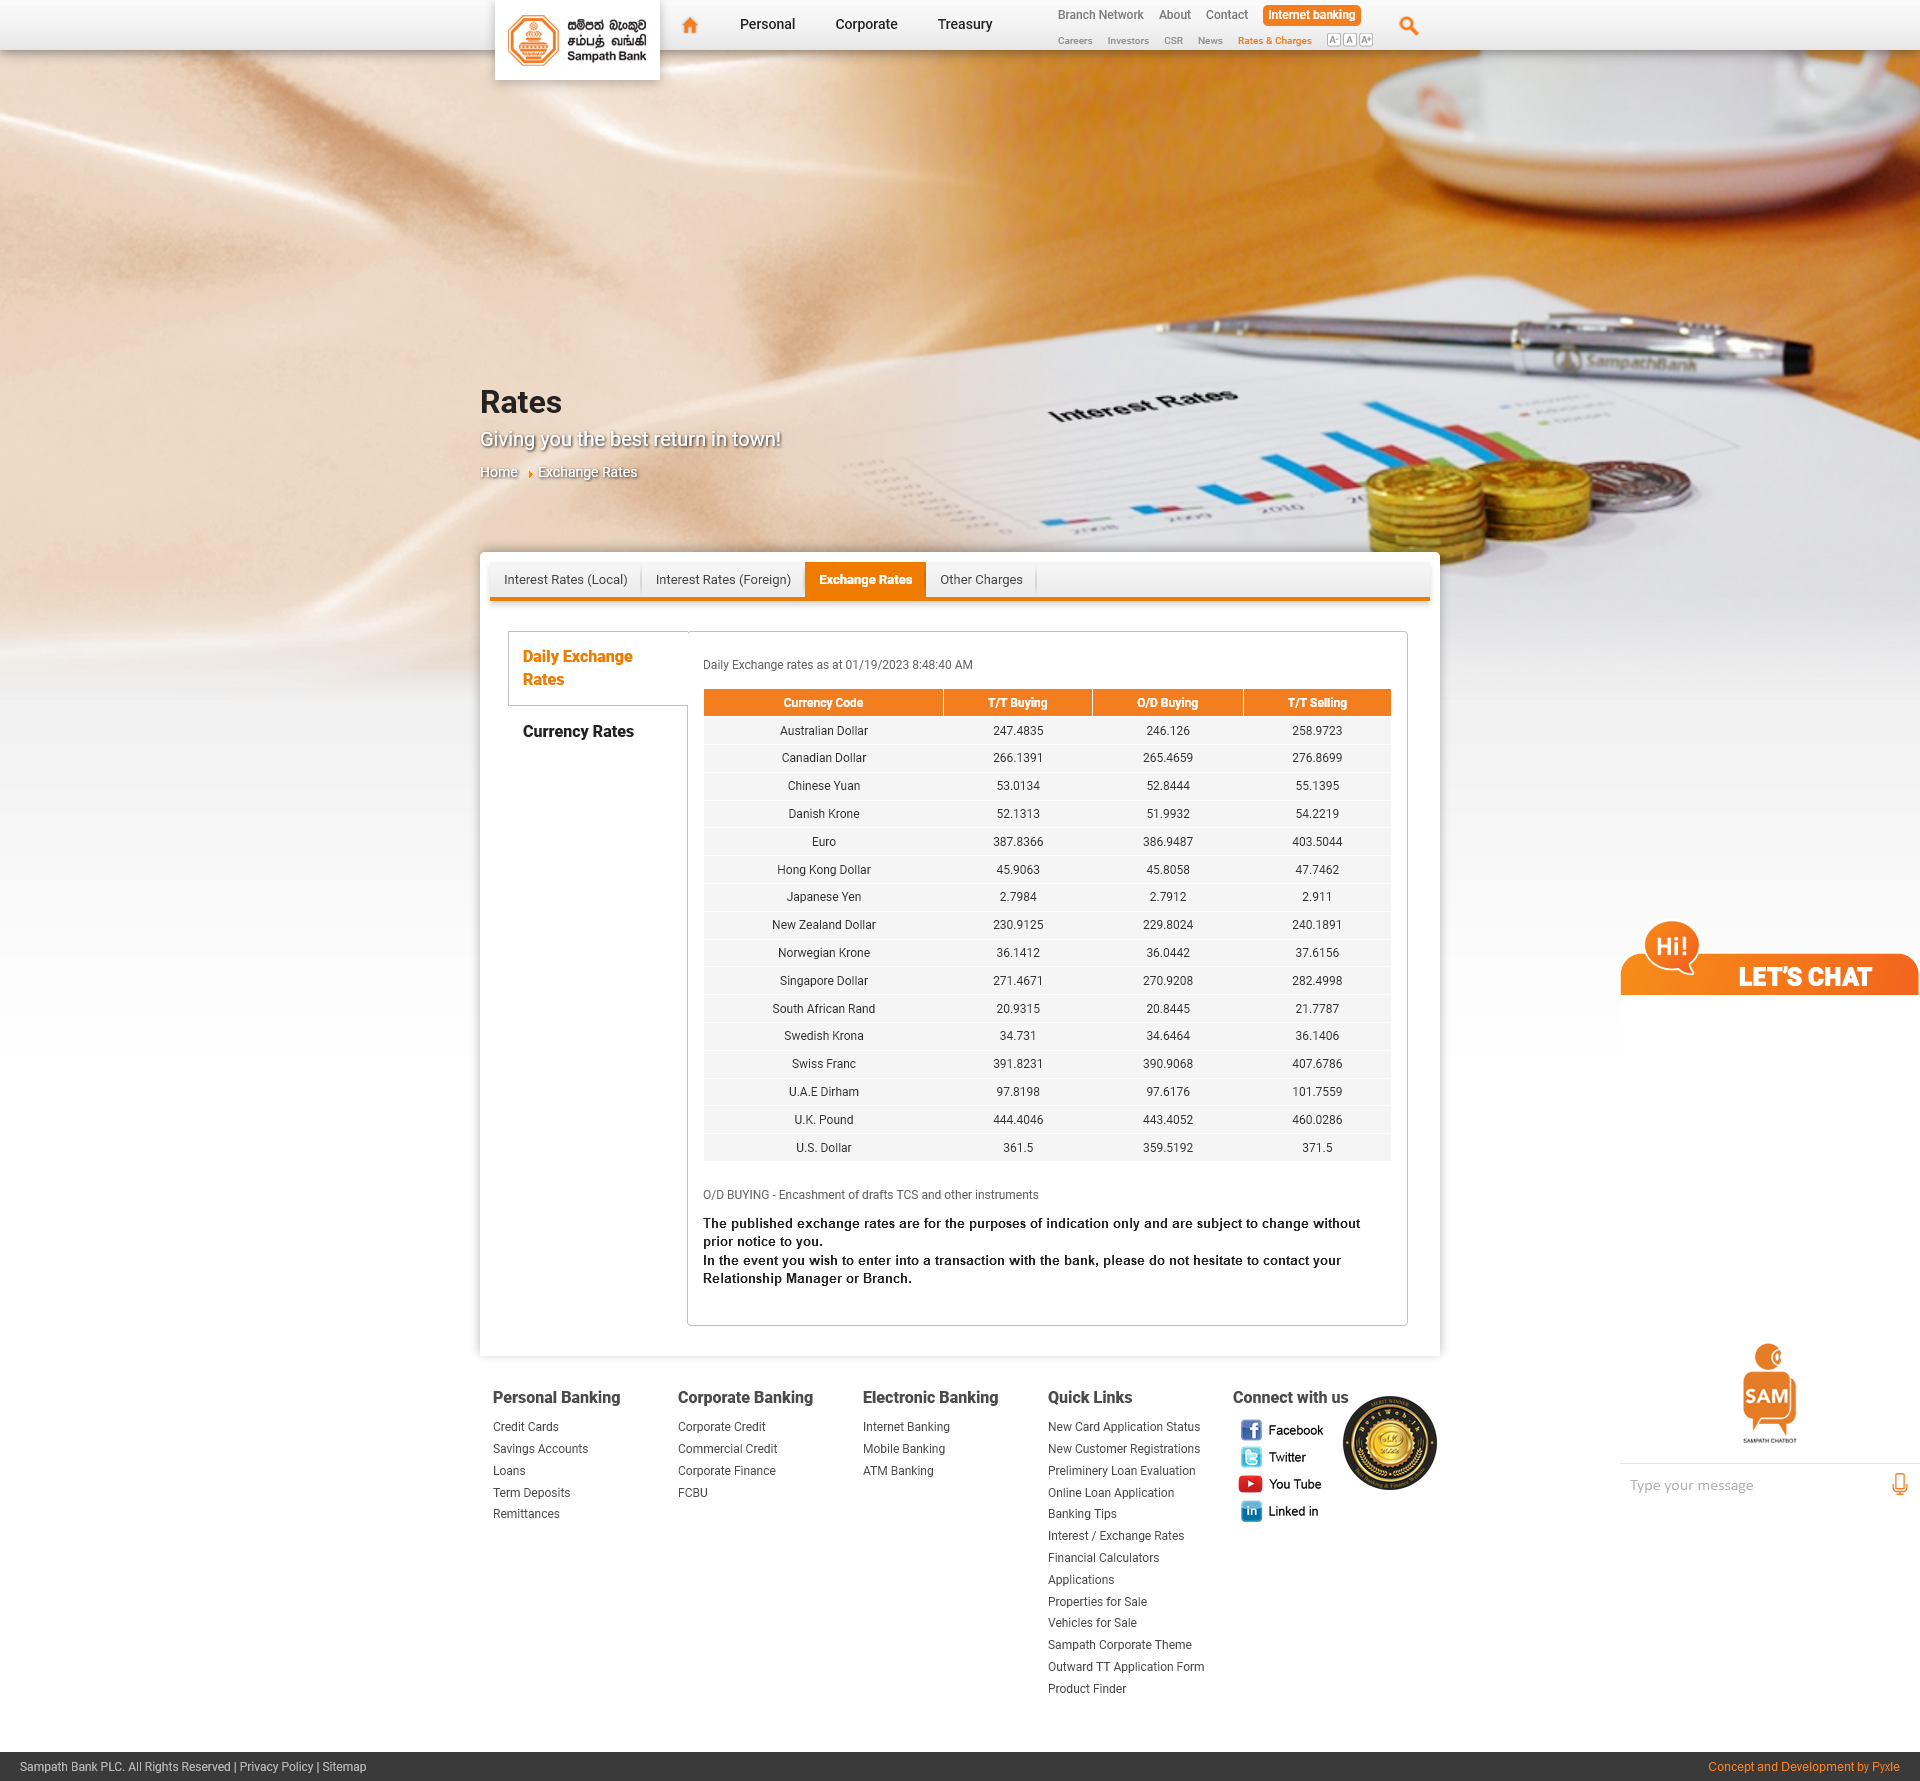 සම්පත් බැංකුව
சம்பத் வங்கி
Sampath Bank
Personal Corporate Treasury
Branch Network About Contact Internet banking
Careers Investors CSR News Rates & Charges A- A A+
SampathBank
Interest Rates
2008 2009 2010
Rates
Giving you the best return in town!
Home Exchange Rates
Interest Rates (Local) Interest Rates (Foreign) Exchange Rates Other Charges
Daily Exchange
Rates
Currency Rates
Daily Exchange rates as at 01/19/2023 8:48:40 AM
Currency Code T/T Buying O/D Buying T/T Selling
Australian Dollar 247.4835 246.126 258.9723
Canadian Dollar 266.1391 265.4659 276.8699
Chinese Yuan 53.0134 52.8444 55.1395
Danish Krone 52.1313 51.9932 54.2219
Euro 387.8366 386.9487 403.5044
Hong Kong Dollar 45.9063 45.8058 47.7462
Japanese Yen 2.7984 2.7912 2.911
New Zealand Dollar 230.9125 229.8024 240.1891
Norwegian Krone 36.1412 36.0442 37.6156
Singapore Dollar 271.4671 270.9208 282.4998
South African Rand 20.9315 20.8445 21.7787
Swedish Krona 34.731 34.6464 36.1406
Swiss Franc 391.8231 390.9068 407.6786
U.A.E Dirham 97.8198 97.6176 101.7559
U.K. Pound 444.4046 443.4052 460.0286
U.S. Dollar 361.5 359.5192 371.5
O/D BUYING - Encashment of drafts TCS and other instruments
The published exchange rates are for the purposes of indication only and are subject to change without
prior notice to you.
In the event you wish to enter into a transaction with the bank, please do not hesitate to contact your
Relationship Manager or Branch.
Hi!
LET'S CHAT
SAM
SAMPATH CHATBOT
Type your message
Personal Banking
Credit Cards
Savings Accounts
Loans
Term Deposits
Remittances
Corporate Banking
Corporate Credit
Commercial Credit
Corporate Finance
FCBU
Electronic Banking
Internet Banking
Mobile Banking
ATM Banking
Quick Links
New Card Application Status
New Customer Registrations
Preliminery Loan Evaluation
Online Loan Application
Banking Tips
Interest / Exchange Rates
Financial Calculators
Applications
Properties for Sale
Vehicles for Sale
Sampath Corporate Theme
Outward TT Application Form
Product Finder
Connect with us
Facebook
Twitter
You Tube
Linked in
MERIT WINNER
BestWeb.lk
2022
Sampath Bank PLC. All Rights Reserved | Privacy Policy | Sitemap
Concept and Development by Pyxle